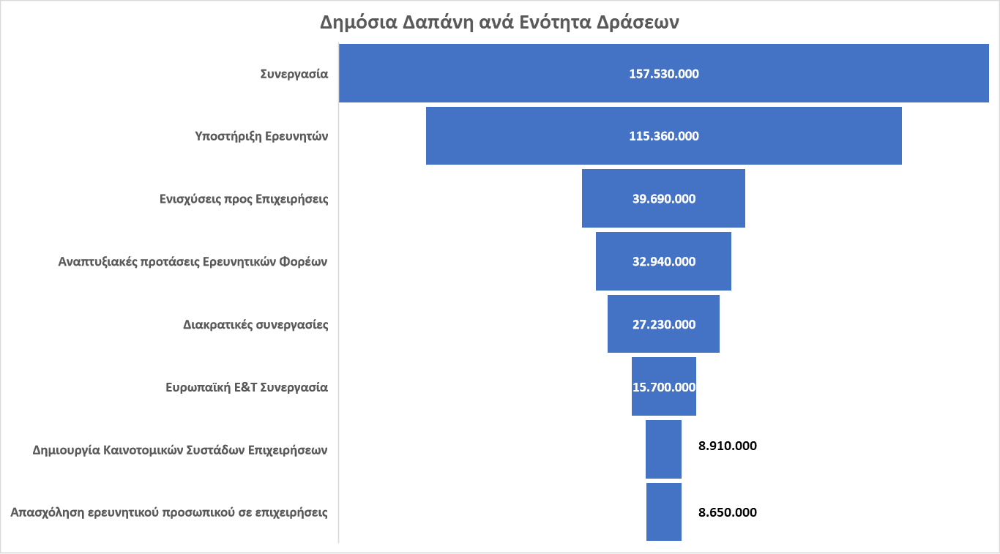 Δημόσια Δαπάνη ανά Ενότητα Δράσεων
Συνεργασία 157.530.000
Υποστήριξη Ερευνητών 115.360.000
Ενισχύσεις προς Επιχειρήσεις 39.690.000
Αναπτυξιακές προτάσεις Ερευνητικών Φορέων 32.940.000
Διακρατικές συνεργασίες 27.230.000
Ευρωπαϊκή Ε&Τ Συνεργασία 15.700.000
Δημιουργία Καινοτομικών Συστάδων Επιχειρήσεων 8.910.000
Απασχόληση ερευνητικού προσωπικού σε επιχειρήσεις 8.650.000